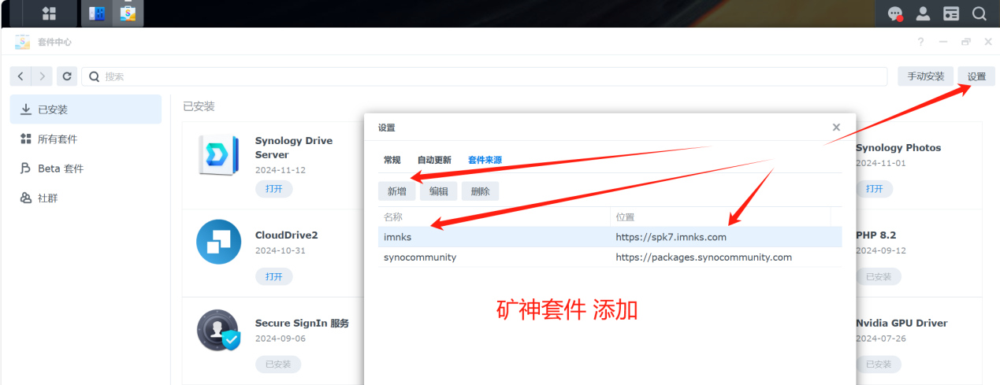 套件中心
搜索
手动安装
设置
已安装
所有套件
Beta 套件
社群
已安装
Synology Drive
Server
2024-11-12
打开
CloudDrive2
2024-10-31
打开
Secure SignIn 服务
2024-09-06
已安装
设置
常规 自动更新 套件来源
新增 编辑 删除
名称 位置
imnks https://spk7.imnks.com
synocommunity https://packages.synocommunity.com
矿神套件 添加
Synology Photos
2024-11-01
打开
PHP 8.2
2024-09-12
已安装
Nvidia GPU Driver
2024-07-26
已安装